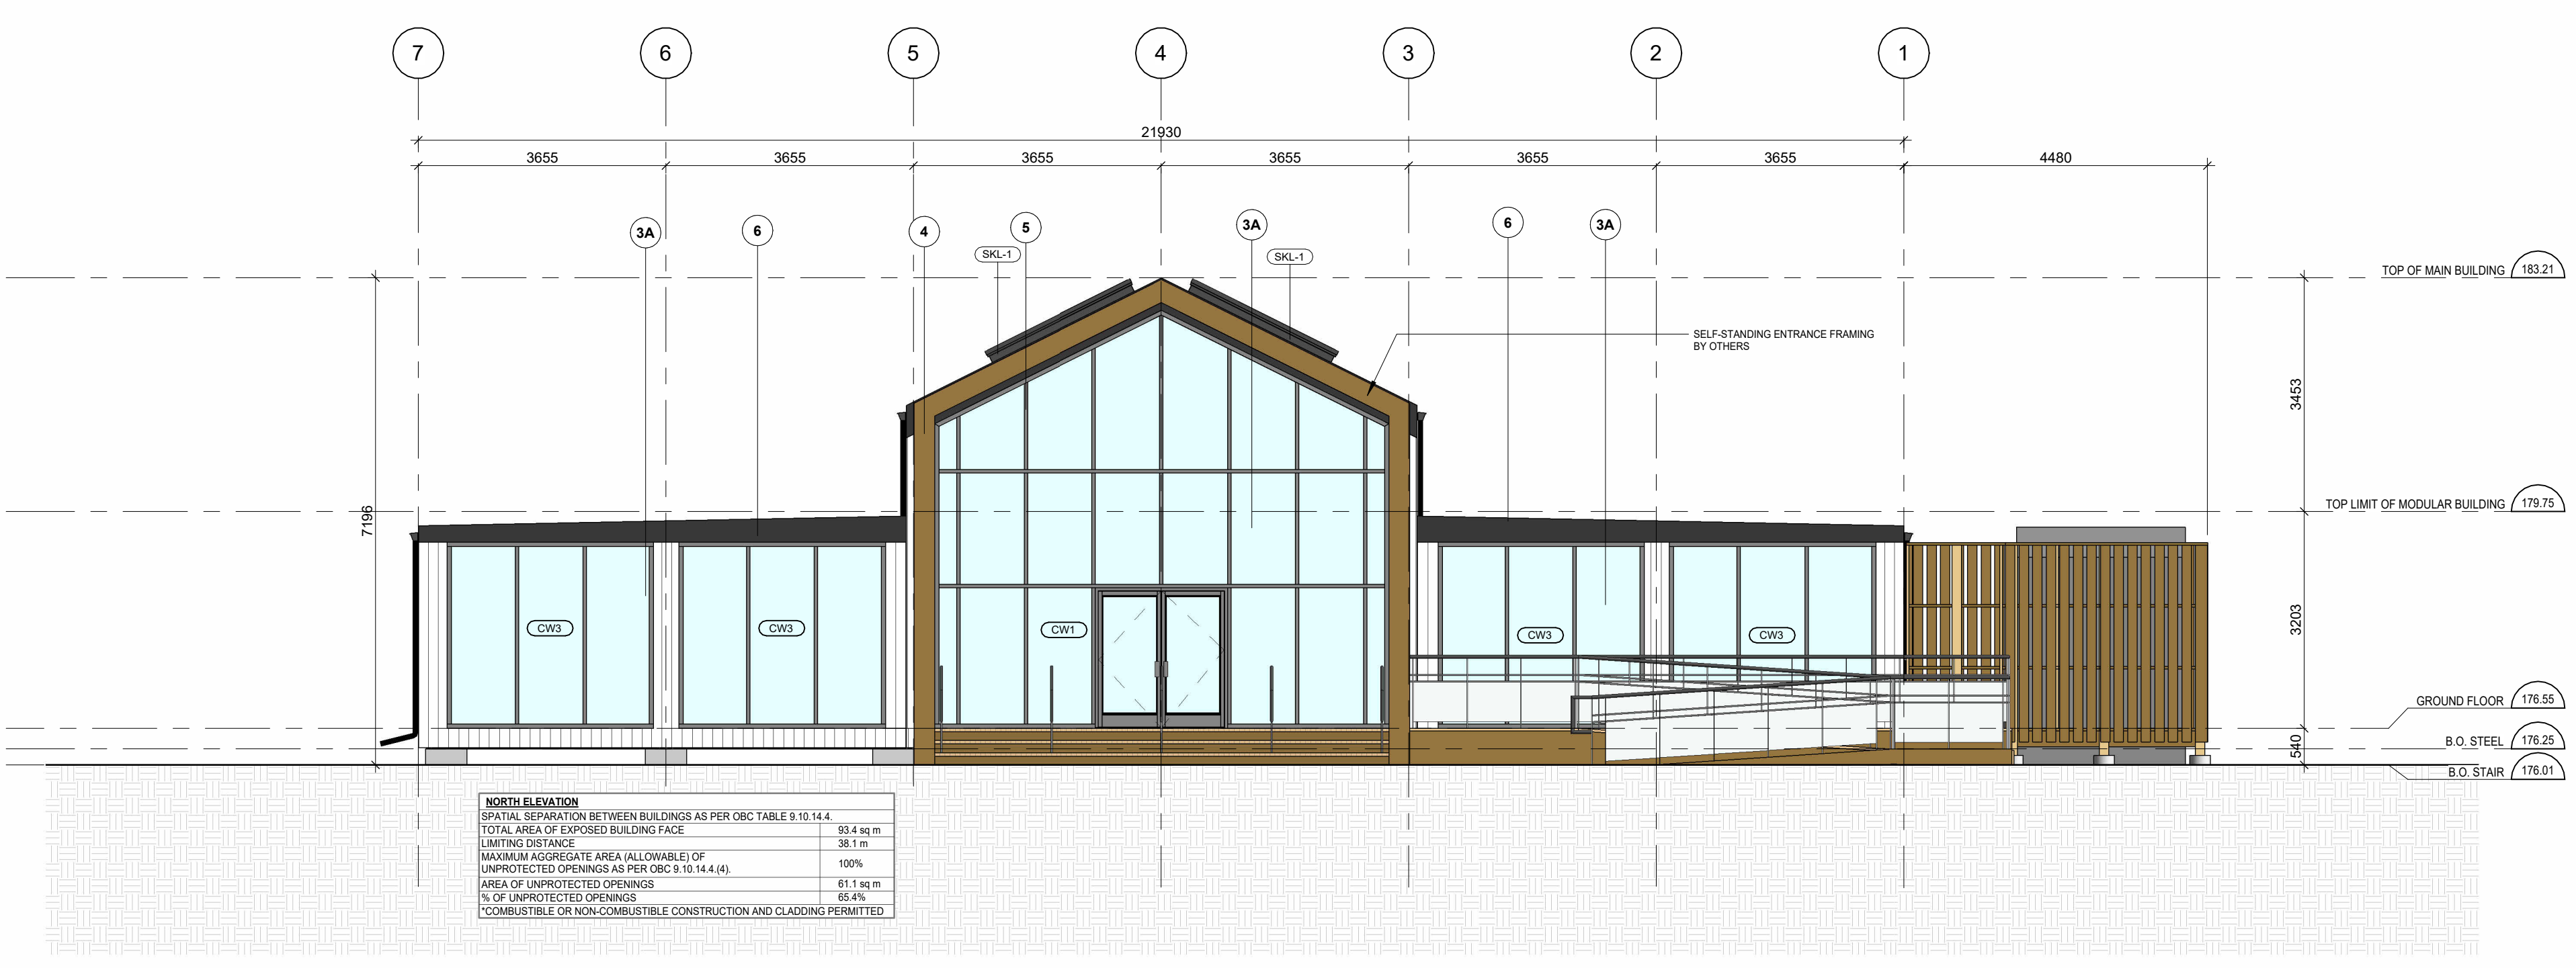 7 6 5 4 3 2 1
21930
3655 3655 3655 3655 3655 3655 4480
3A 6 4 5 3A 6 3A
SKL-1 SKL-1
TOP OF MAIN BUILDING 183.21
SELF-STANDING ENTRANCE FRAMING
BY OTHERS
3453
7196
TOP LIMIT OF MODULAR BUILDING 179.75
3203
CW3 CW3 CW1 CW3 CW3
GROUND FLOOR 176.55
B.O. STEEL 176.25
540
B.O. STAIR 176.01
NORTH ELEVATION
SPATIAL SEPARATION BETWEEN BUILDINGS AS PER OBC TABLE 9.10.14.4.
TOTAL AREA OF EXPOSED BUILDING FACE 93.4 sq m
LIMITING DISTANCE 38.1 m
MAXIMUM AGGREGATE AREA (ALLOWABLE) OF
UNPROTECTED OPENINGS AS PER OBC 9.10.14.4.(4). 100%
AREA OF UNPROTECTED OPENINGS 61.1 sq m
% OF UNPROTECTED OPENINGS 65.4%
*COMBUSTIBLE OR NON-COMBUSTIBLE CONSTRUCTION AND CLADDING PERMITTED